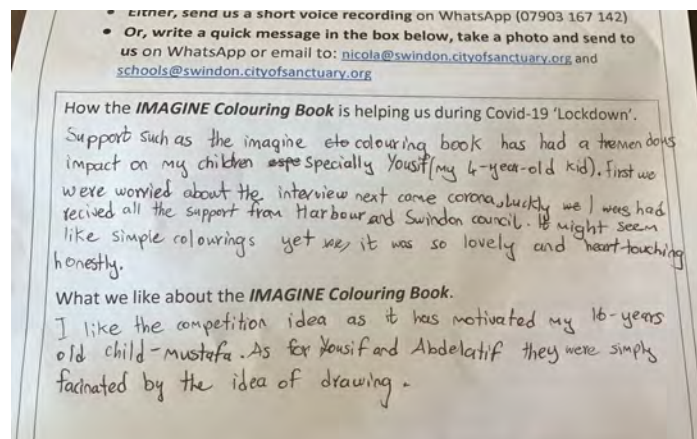 Either, send us a short voice recording on WhatsApp (07903 167 142)
• Or, write a quick message in the box below, take a photo and send to
us on WhatsApp or email to: nicola@swindon.cityofsanctuary.org and
schools@swindon.cityofsanctuary.org
How the IMAGINE Colouring Book is helping us during Covid-19 'Lockdown'.
Support such as the imagine colouring book has had a tremendous
impact on my children specially Yousif (my 4-year-old kid). first we
were worried about the interview next come corona, luckly we had
recived all the support from Harbour and Swindon council. It might seem
like simple colourings yet it was so lovely and heart-touching
honestly.
What we like about the IMAGINE Colouring Book.
I like the competition idea as it has motivated my 16-years
old child - Mustafa. As for Yousif and Abdelatif they were simply
facinated by the idea of drawing.